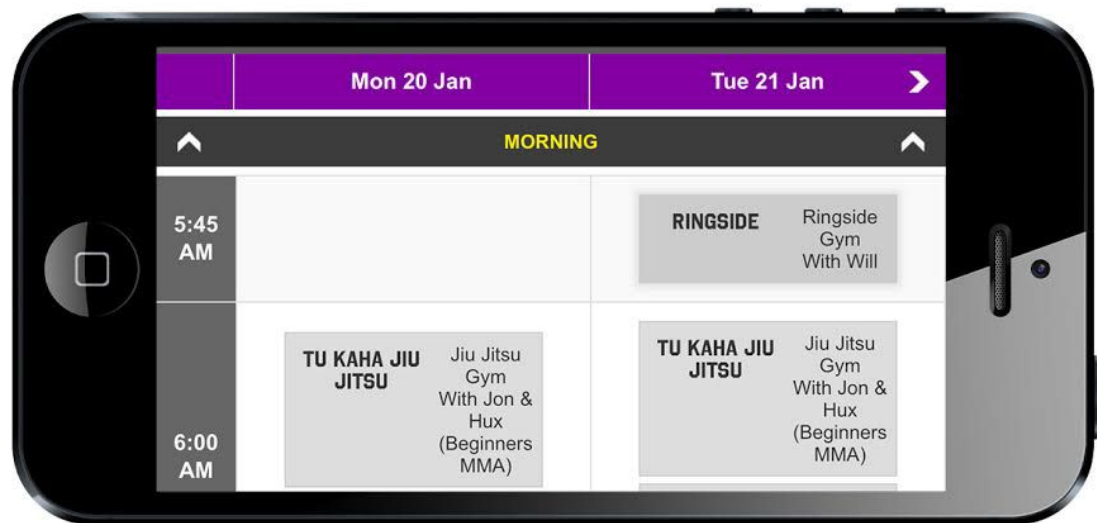 Mon 20 Jan
Tue 21 Jan
MORNING
5:45
AM
RINGSIDE
Ringside
Gym
With Will
6:00
AM
TU KAHA JIU
JITSU
Jiu Jitsu
Gym
With Jon &
Hux
(Beginners
MMA)
TU KAHA JIU
JITSU
Jiu Jitsu
Gym
With Jon &
Hux
(Beginners
MMA)